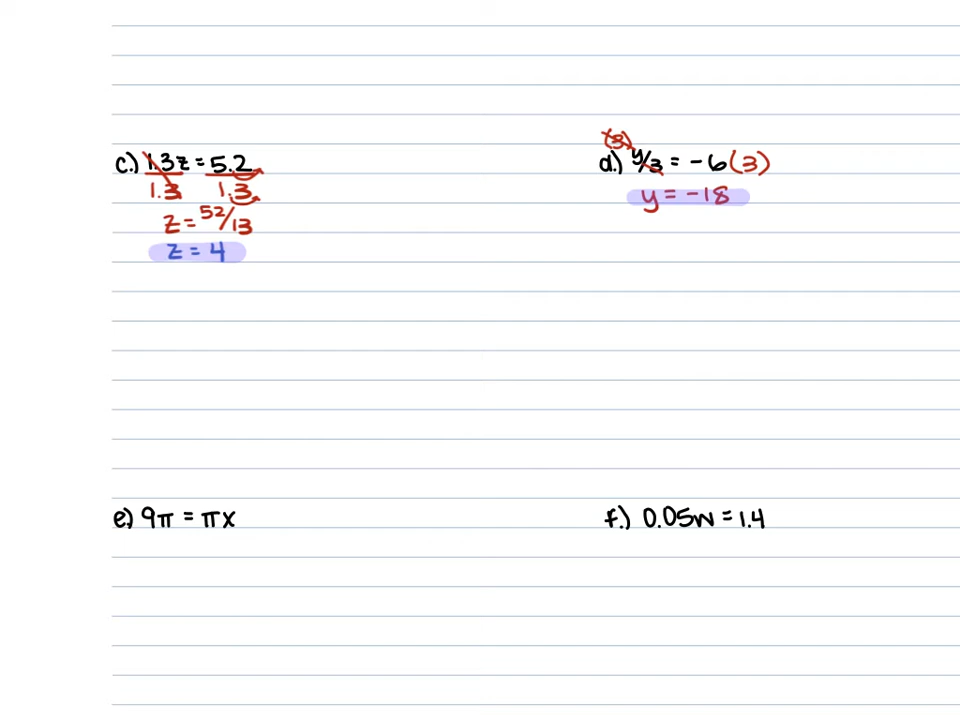 c.) 1.3z = 5.2
1.3 1.3
z = 52/13
z = 4
(3)
d.) y/3 = -6(3)
y = -18
e.) 9π = πx
f.) 0.05w = 1.4